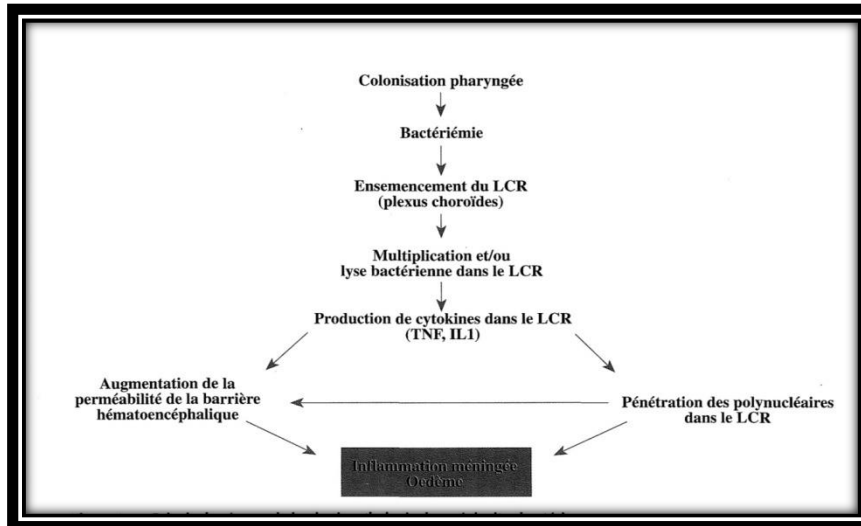 Colonisation pharyngée
Bactériémie
Ensemencement du LCR
(plexus choroïdes)
Multiplication et/ou
lyse bactérienne dans le LCR
Production de cytokines dans le LCR
(TNF, IL1)
Augmentation de la
perméabilité de la barrière
hématoencéphalique
Pénétration des polynucléaires
dans le LCR
Inflammation méningée
Oedème